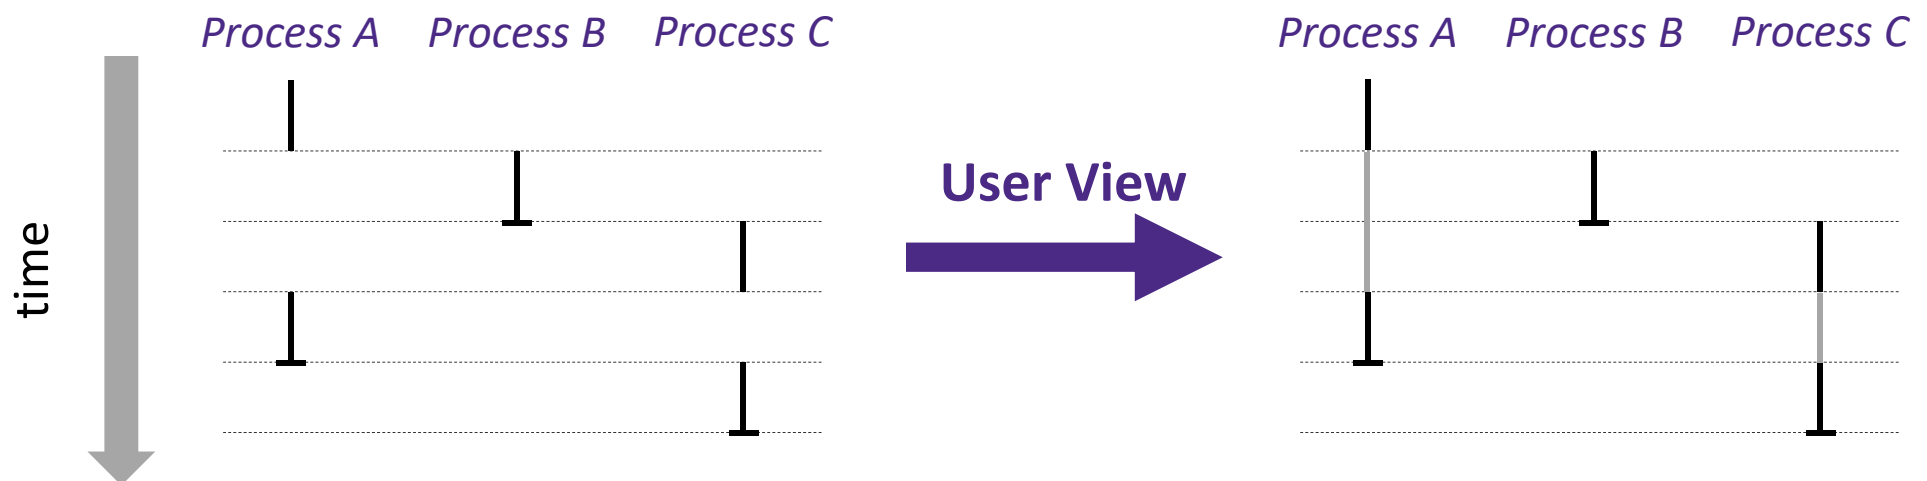 Process A Process B Process C
Process A Process B Process C
User View
time